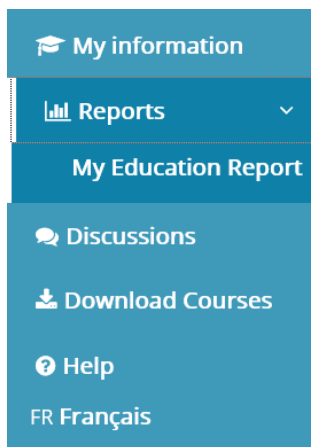 My information
Reports
My Education Report
Discussions
Download Courses
Help
FR Français